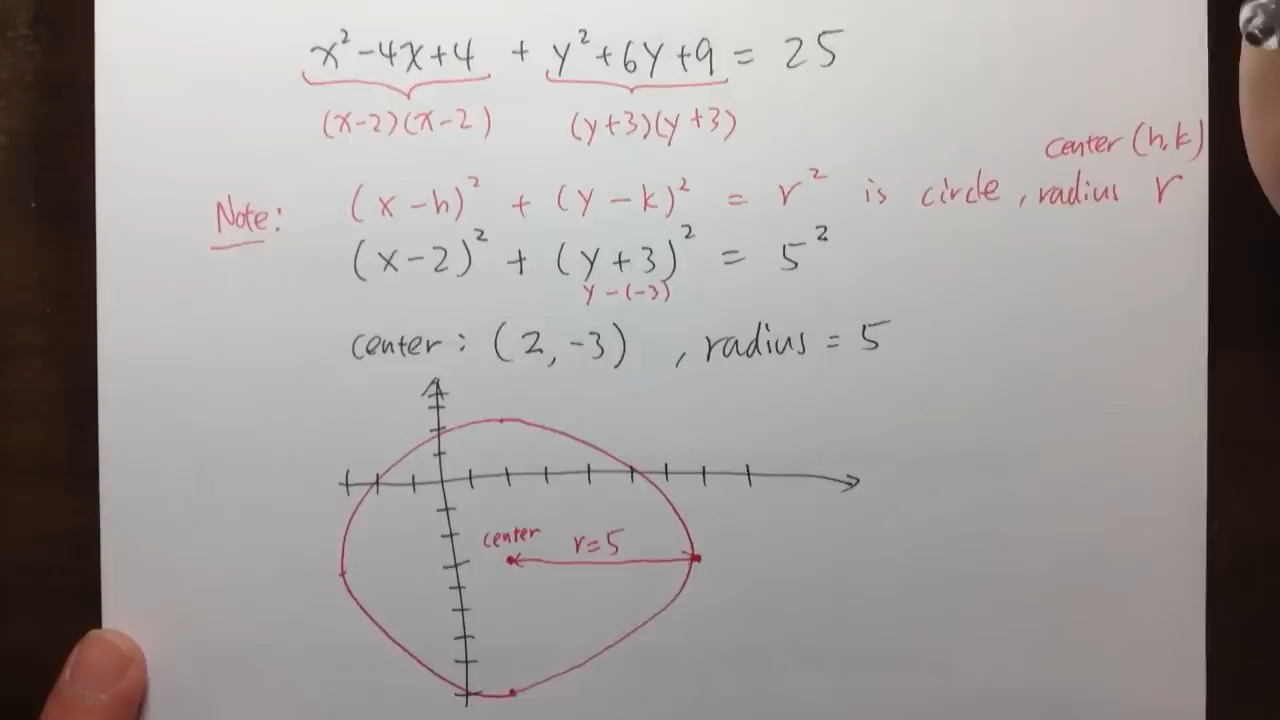 x² - 4x + 4 + y² + 6y + 9 = 25
(x-2)(x-2) (y+3)(y+3)
center (h,k)
Note: (x-h)² + (y-k)² = r² is circle, radius r
(x-2)² + (y+3)² = 5²
y-(-3)
center: (2,-3), radius = 5
center r=5